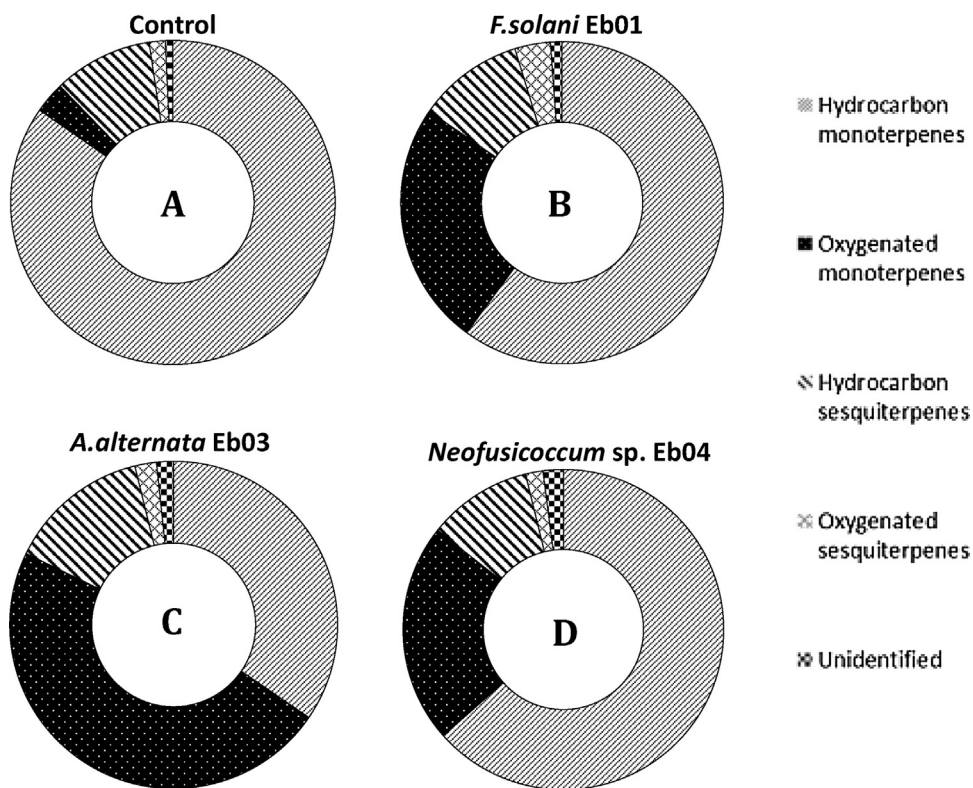 Control
F.solani Eb01
A
B
A.alternata Eb03
Neofusicoccum sp. Eb04
C
D
Hydrocarbon
monoterpenes
Oxygenated
monoterpenes
Hydrocarbon
sesquiterpenes
Oxygenated
sesquiterpenes
Unidentified